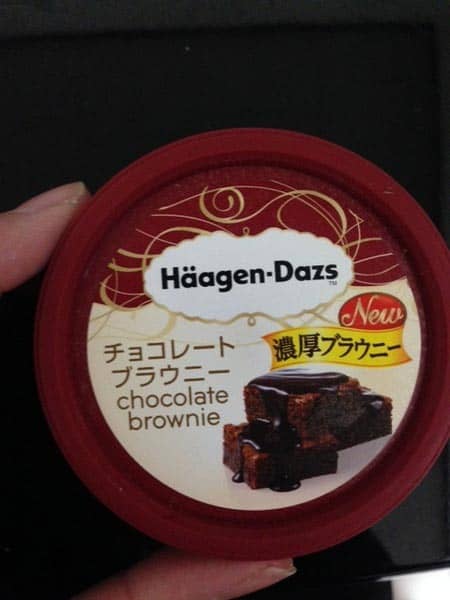 Häagen-Dazs™
New
濃厚ブラウニー
チョコレート
ブラウニー
chocolate
brownie